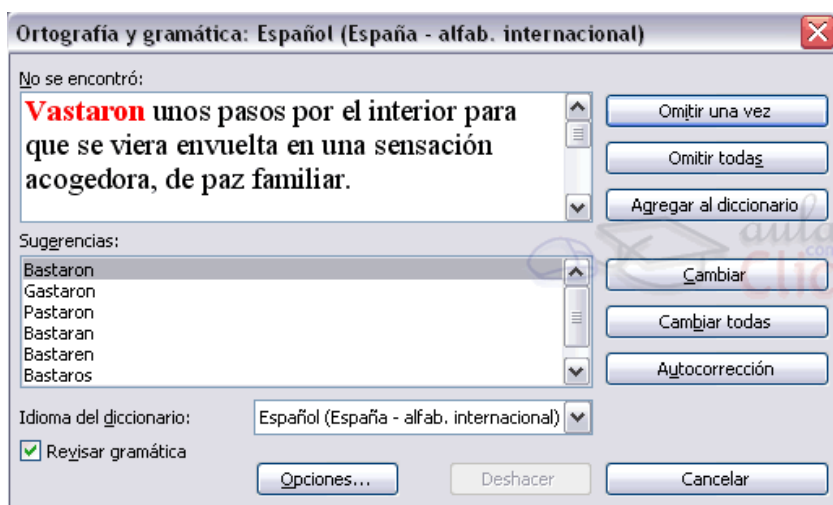 Ortografía y gramática: Español (España - alfab. internacional)
No se encontró:
Vastaron unos pasos por el interior para
que se viera envuelta en una sensación
acogedora, de paz familiar.
Omitir una vez
Omitir todas
Agregar al diccionario
Sugerencias:
Bastaron
Gastaron
Pastaron
Bastaran
Bastaren
Bastaros
Cambiar
Cambiar todas
Autocorrección
aula
com
Clic
Idioma del diccionario:
Español (España - alfab. internacional)
Revisar gramática
Opciones...
Deshacer
Cancelar